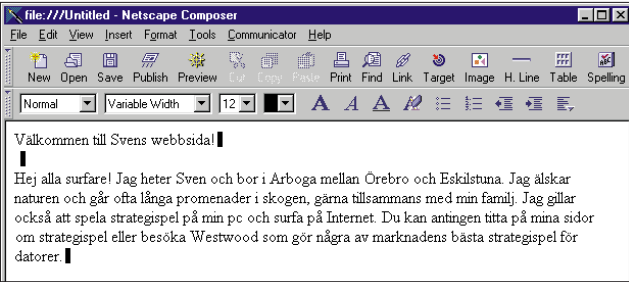 file:///Untitled - Netscape Composer
File Edit View Insert Format Tools Communicator Help
New Open Save Publish Preview Cut Copy Paste Print Find Link Target Image H. Line Table Spelling
Normal Variable Width 12 A A A
Välkommen till Svens webbsida!
Hej alla surfare! Jag heter Sven och bor i Arboga mellan Örebro och Eskilstuna. Jag älskar
naturen och går ofta långa promenader i skogen, gärna tillsammans med min familj. Jag gillar
också att spela strategispel på min pc och surfa på Internet. Du kan antingen titta på mina sidor
om strategispel eller besöka Westwood som gör några av marknadens bästa strategispel för
datorer.